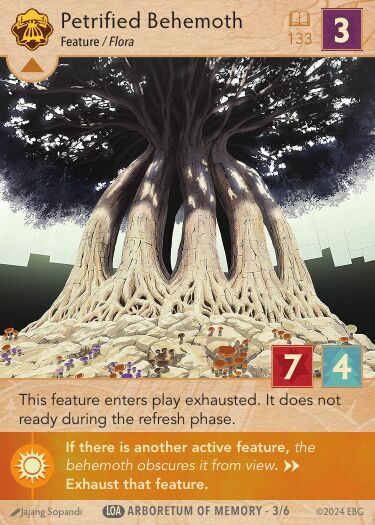 Petrified Behemoth
Feature / Flora
133
3
7
4
This feature enters play exhausted. It does not
ready during the refresh phase.
If there is another active feature, the
behemoth obscures it from view.
Exhaust that feature.
Jajang Sopandi
LOA ARBORETUM OF MEMORY - 3/6
©2024 EBG